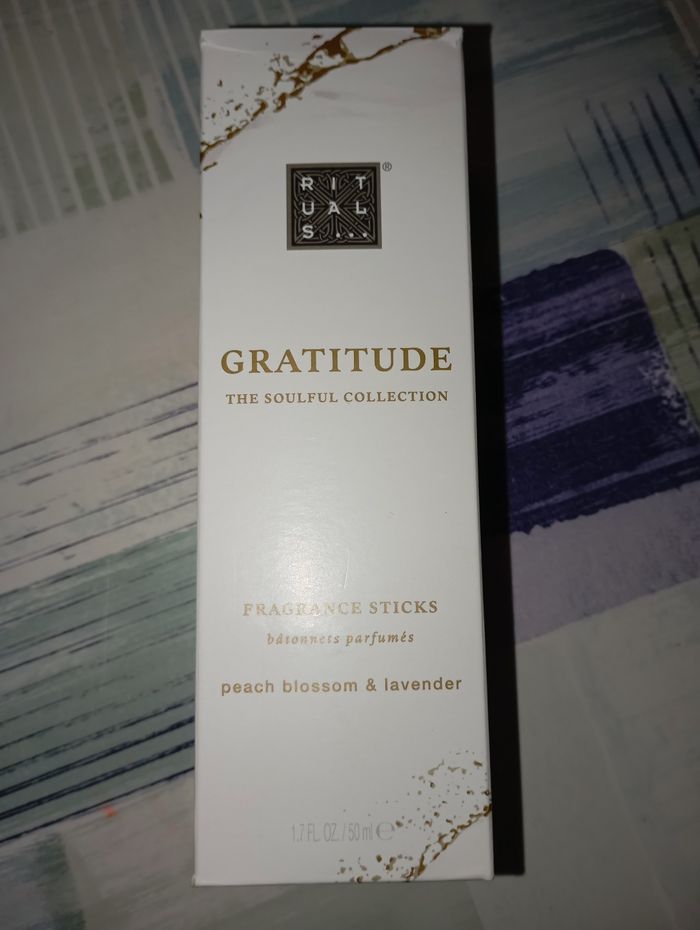 RIT
UAL
S...
®
GRATITUDE
THE SOULFUL COLLECTION
FRAGRANCE STICKS
bâtonnets parfumés
peach blossom & lavender
1.7 FL. OZ. / 50 ml ℮